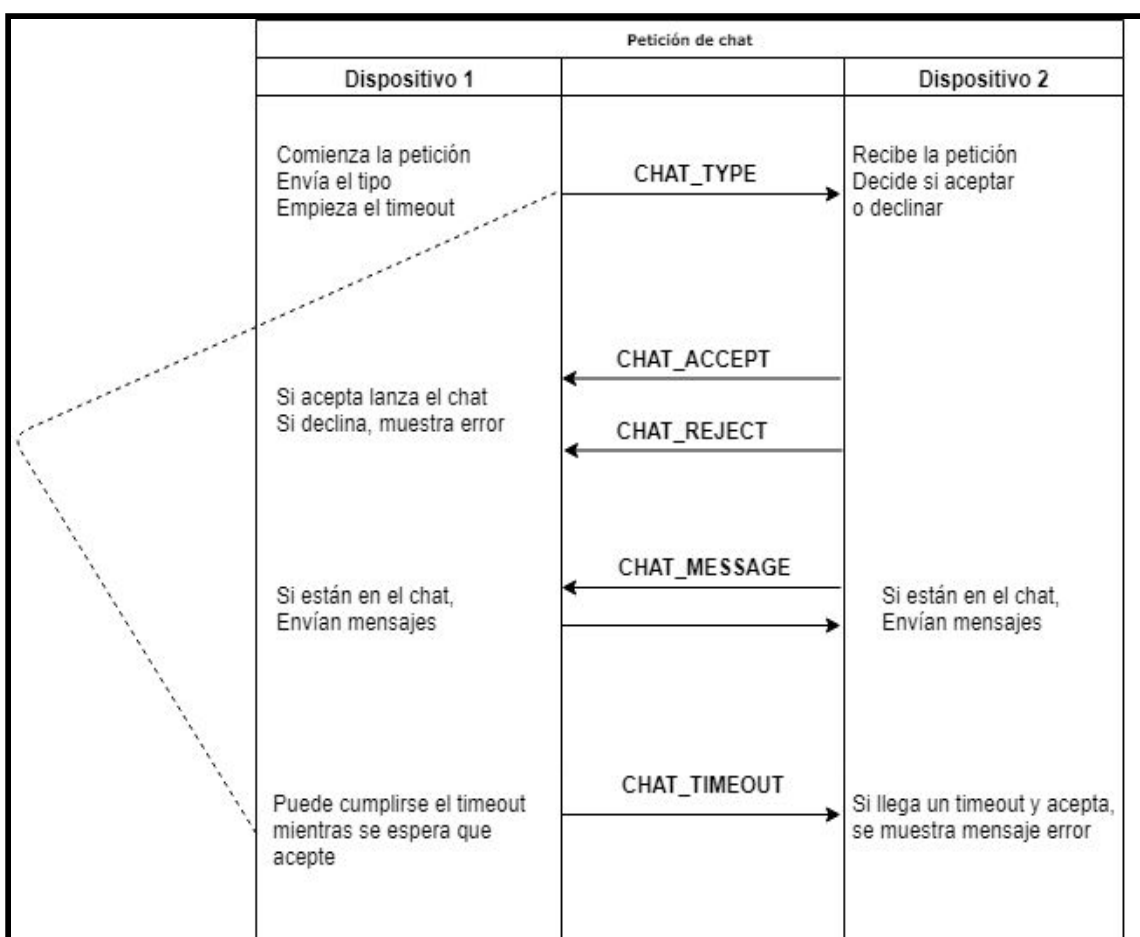 Petición de chat
Dispositivo 1
Dispositivo 2
Comienza la petición
Envía el tipo
Empieza el timeout
CHAT_TYPE
Recibe la petición
Decide si aceptar
o declinar
CHAT_ACCEPT
Si acepta lanza el chat
Si declina, muestra error
CHAT_REJECT
CHAT_MESSAGE
Si están en el chat,
Envían mensajes
Si están en el chat,
Envían mensajes
CHAT_TIMEOUT
Puede cumplirse el timeout
mientras se espera que
acepte
Si llega un timeout y acepta,
se muestra mensaje error